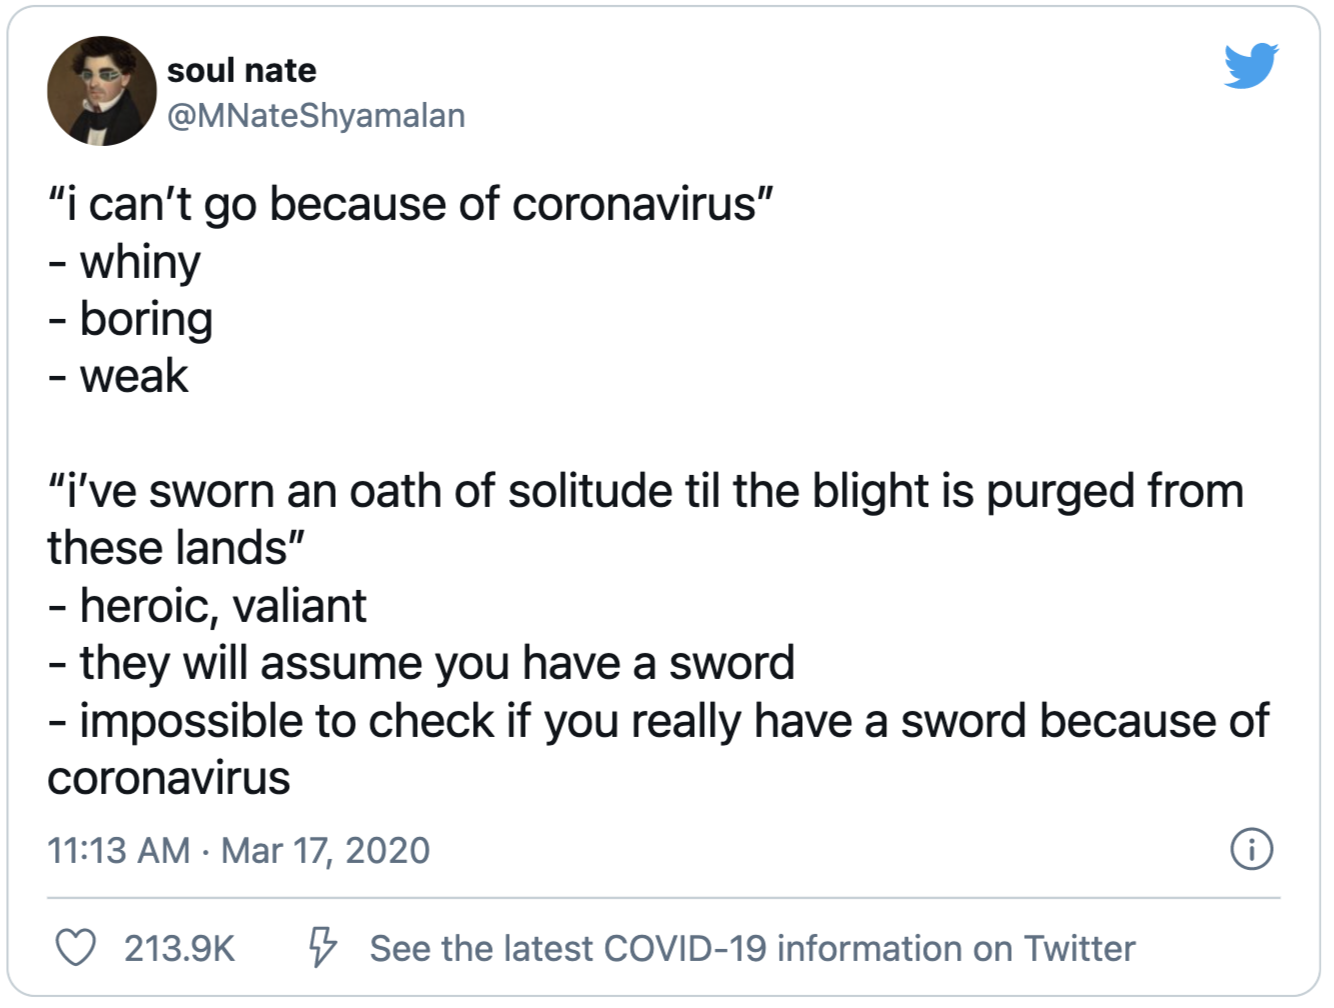 soul nate
@MNateShyamalan
“i can’t go because of coronavirus”
- whiny
- boring
- weak
“i’ve sworn an oath of solitude til the blight is purged from
these lands”
- heroic, valiant
- they will assume you have a sword
- impossible to check if you really have a sword because of
coronavirus
11:13 AM · Mar 17, 2020
213.9K See the latest COVID-19 information on Twitter